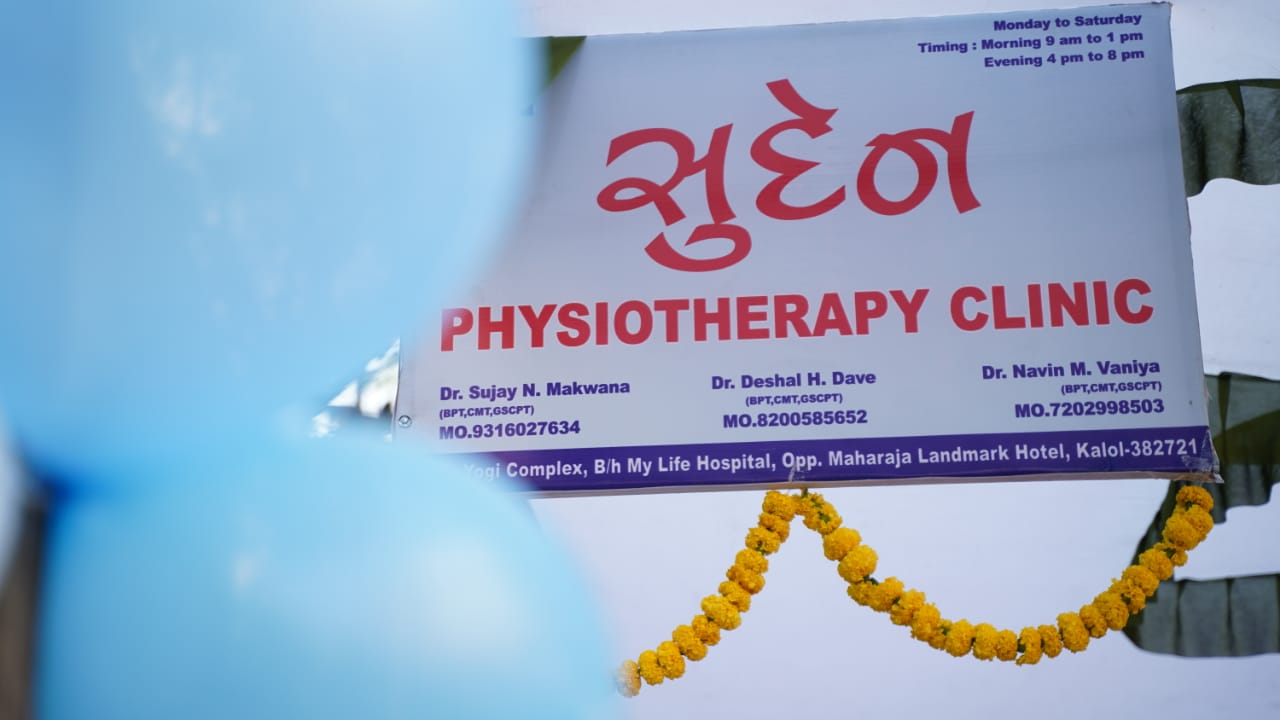 Monday to Saturday
Timing : Morning 9 am to 1 pm
Evening 4 pm to 8 pm
સુદેન
PHYSIOTHERAPY CLINIC
Dr. Sujay N. Makwana
(BPT,CMT,GSCPT)
MO.9316027634
Dr. Deshal H. Dave
(BPT,CMT,GSCPT)
MO.8200585652
Dr. Navin M. Vaniya
(BPT,CMT,GSCPT)
MO.7202998503
Yogi Complex, B/h My Life Hospital, Opp. Maharaja Landmark Hotel, Kalol-382721